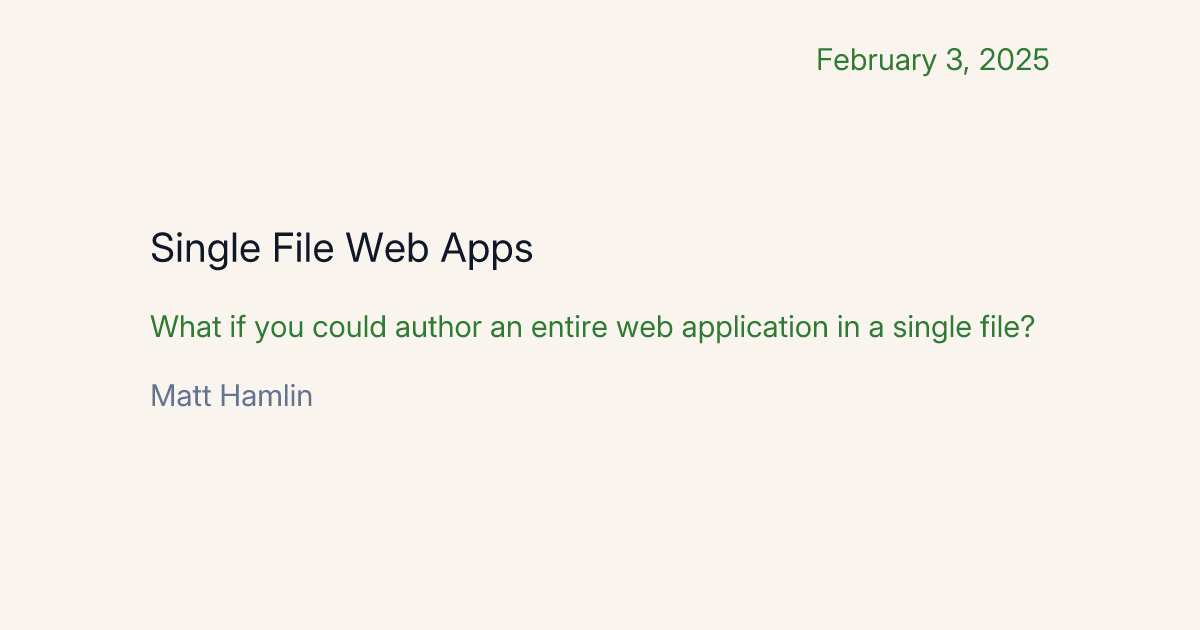 February 3, 2025
Single File Web Apps
What if you could author an entire web application in a single file?
Matt Hamlin